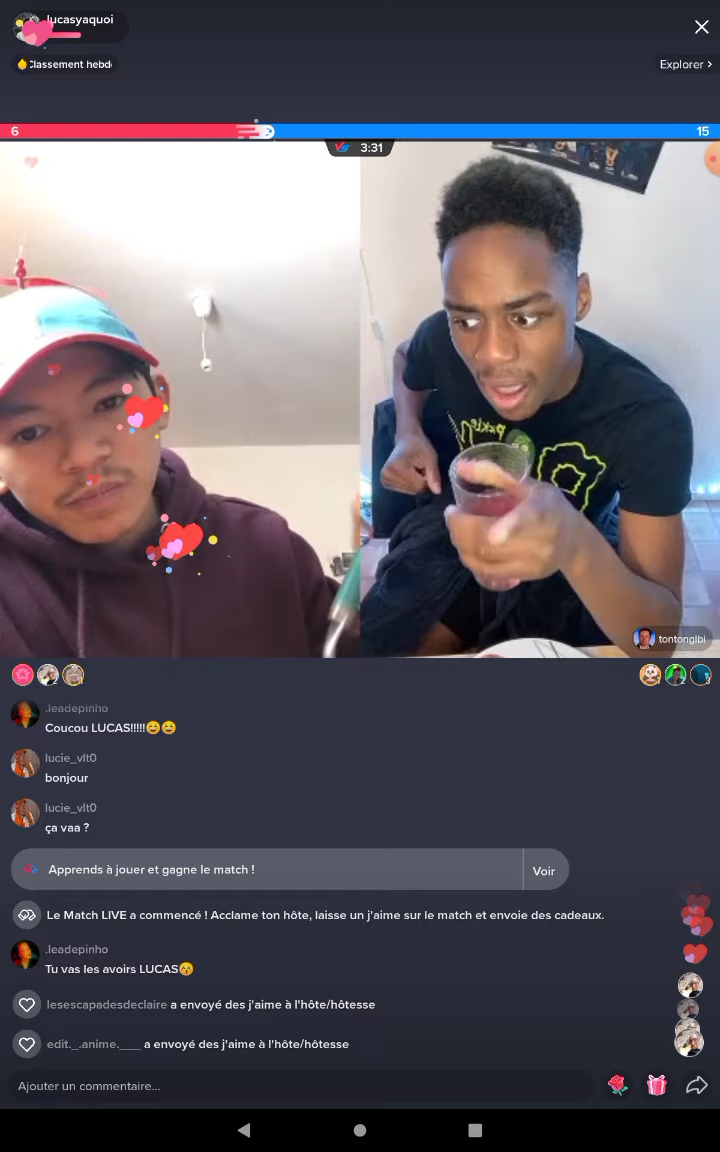 lucasyaquoi
Classement hebd
Explorer >
6
15
VS 3:31
pickle
tontongibi
.leadepinho
Coucou LUCAS!!!!!😄😄
lucie_vlt0
bonjour
lucie_vlt0
ça vaa ?
Apprends à jouer et gagne le match !
Voir
Le Match LIVE a commencé ! Acclame ton hôte, laisse un j'aime sur le match et envoie des cadeaux.
.leadepinho
Tu vas les avoirs LUCAS😚
lesescapadesdeclaire a envoyé des j'aime à l'hôte/hôtesse
edit._.anime.___ a envoyé des j'aime à l'hôte/hôtesse
Ajouter un commentaire...